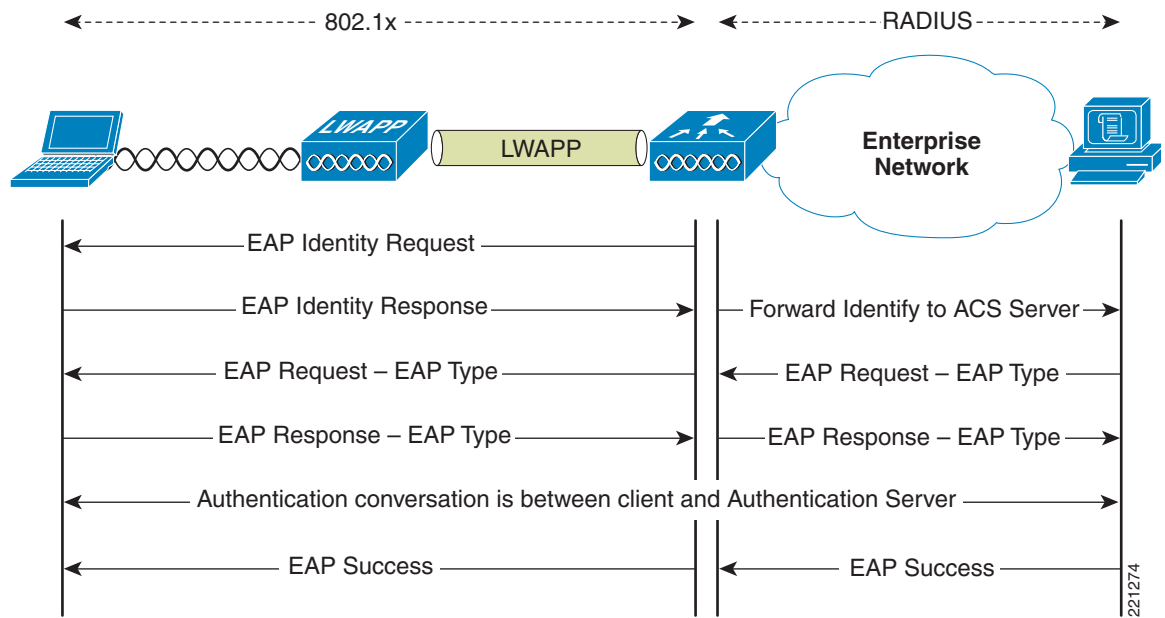 802.1x
RADIUS
LWAPP
LWAPP
Enterprise
Network
EAP Identity Request
EAP Identity Response
Forward Identify to ACS Server
EAP Request – EAP Type
EAP Request – EAP Type
EAP Response – EAP Type
EAP Response – EAP Type
Authentication conversation is between client and Authentication Server
EAP Success
EAP Success
221274